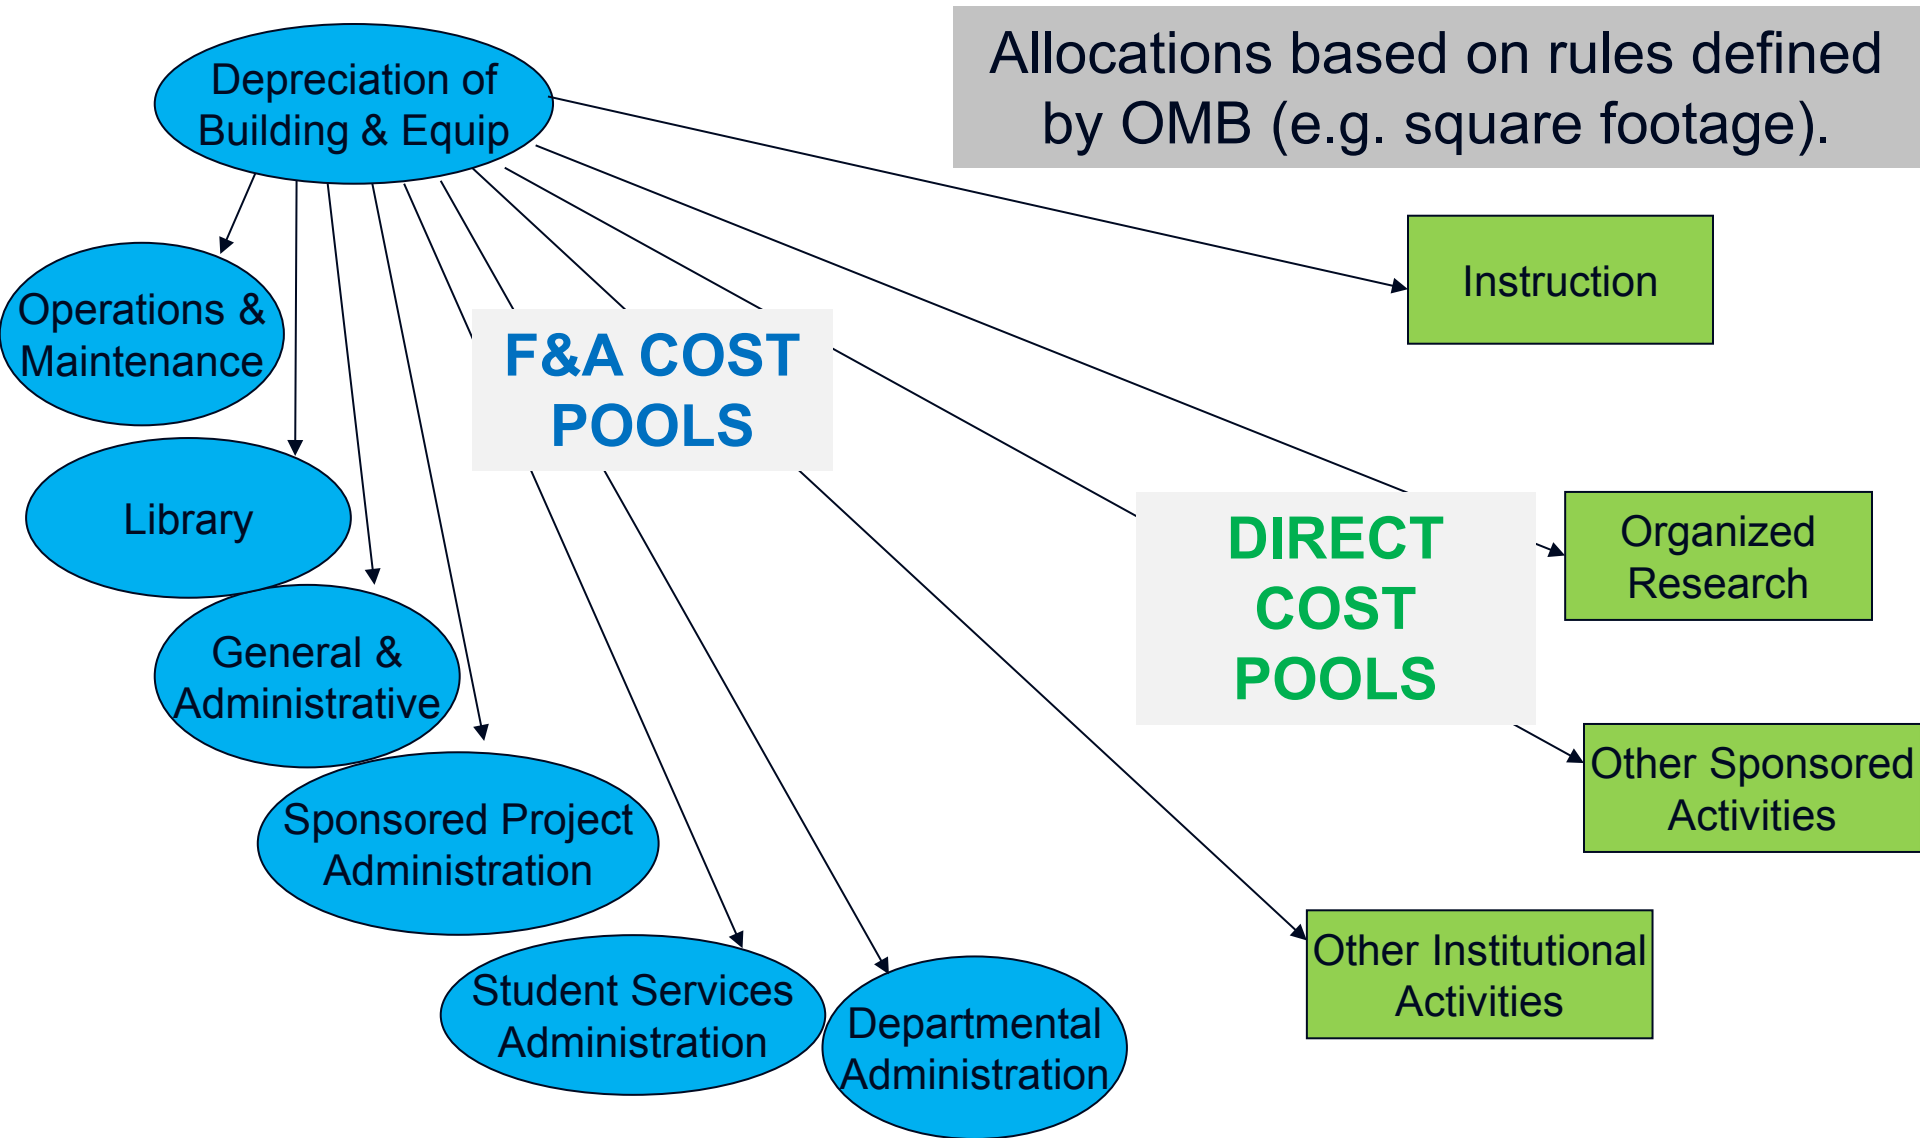 Depreciation of
Building & Equip
Allocations based on rules defined
by OMB (e.g. square footage).
Operations &
Maintenance
F&A COST
POOLS
Instruction
Library
DIRECT
COST
POOLS
Organized
Research
General &
Administrative
Other Sponsored
Activities
Sponsored Project
Administration
Other Institutional
Activities
Student Services
Administration
Departmental
Administration